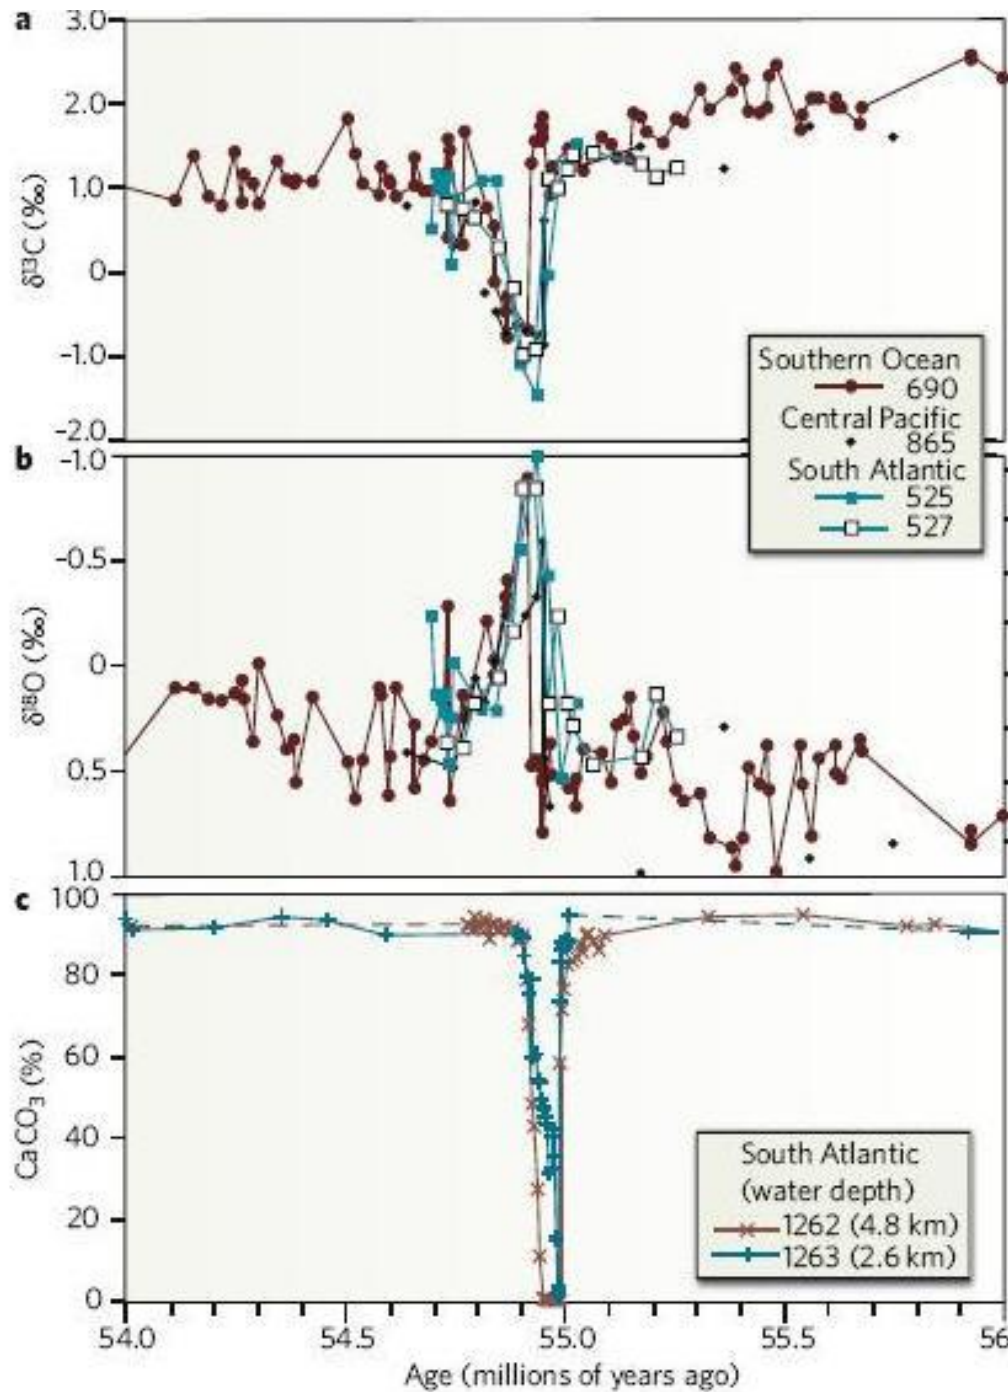 a
3.0
2.0
1.0
0
-1.0
-2.0
δ¹³C (‰)
Southern Ocean
690
Central Pacific
865
South Atlantic
525
527
b
-1.0
-0.5
0
0.5
1.0
δ¹⁸O (‰)
c
100
80
60
40
20
0
CaCO₃ (%)
South Atlantic
(water depth)
1262 (4.8 km)
1263 (2.6 km)
54.0
54.5
55.0
55.5
56
Age (millions of years ago)